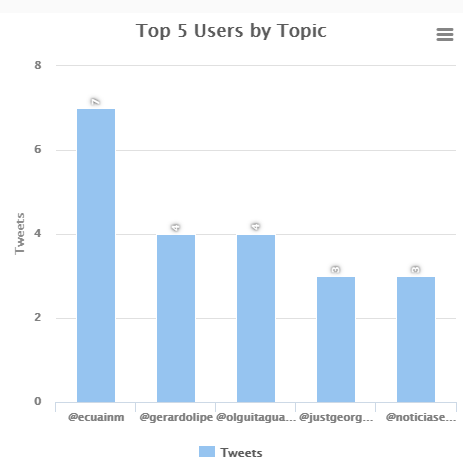 Top 5 Users by Topic
8
6
4
2
0
Tweets
7
4
4
3
3
@ecuainm
@gerardolipe
@olguitagua...
@justgeorg...
@noticiase...
Tweets